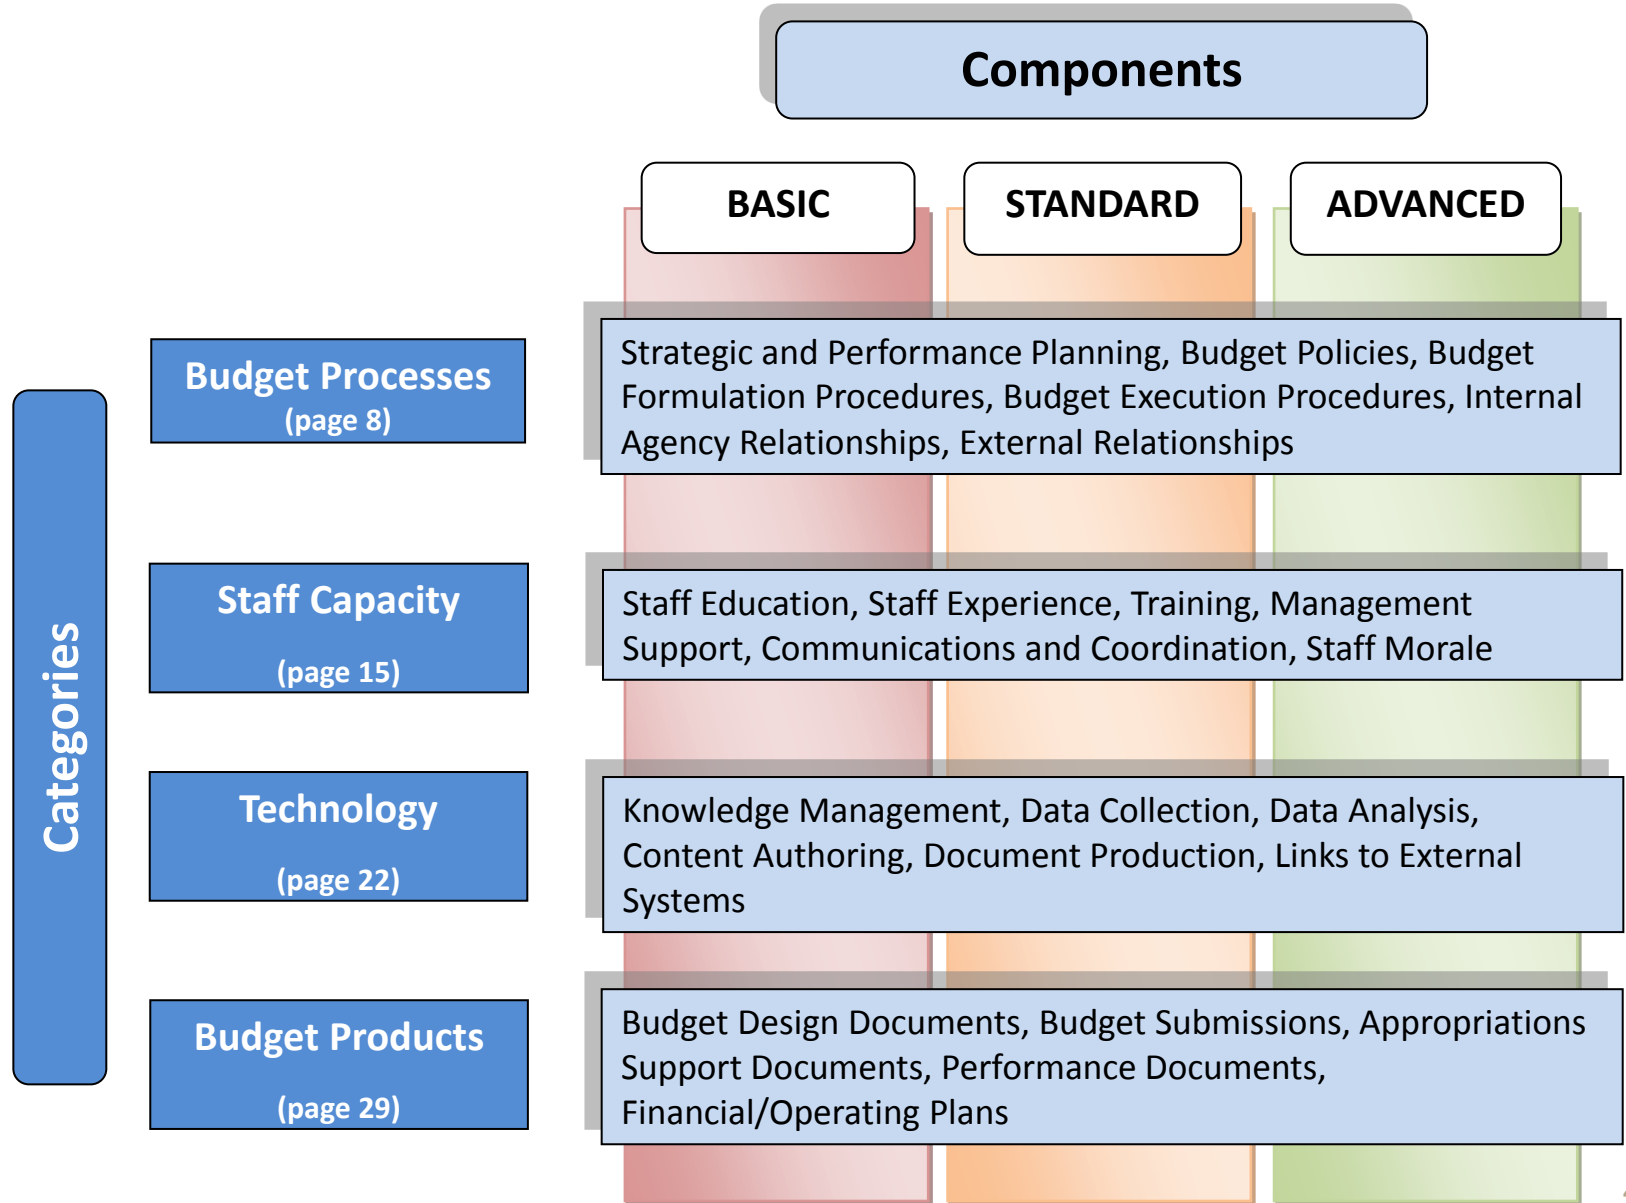 Components
BASIC
STANDARD
ADVANCED
Categories
Budget Processes
(page 8)
Strategic and Performance Planning, Budget Policies, Budget
Formulation Procedures, Budget Execution Procedures, Internal
Agency Relationships, External Relationships
Staff Capacity
(page 15)
Staff Education, Staff Experience, Training, Management
Support, Communications and Coordination, Staff Morale
Technology
(page 22)
Knowledge Management, Data Collection, Data Analysis,
Content Authoring, Document Production, Links to External
Systems
Budget Products
(page 29)
Budget Design Documents, Budget Submissions, Appropriations
Support Documents, Performance Documents,
Financial/Operating Plans